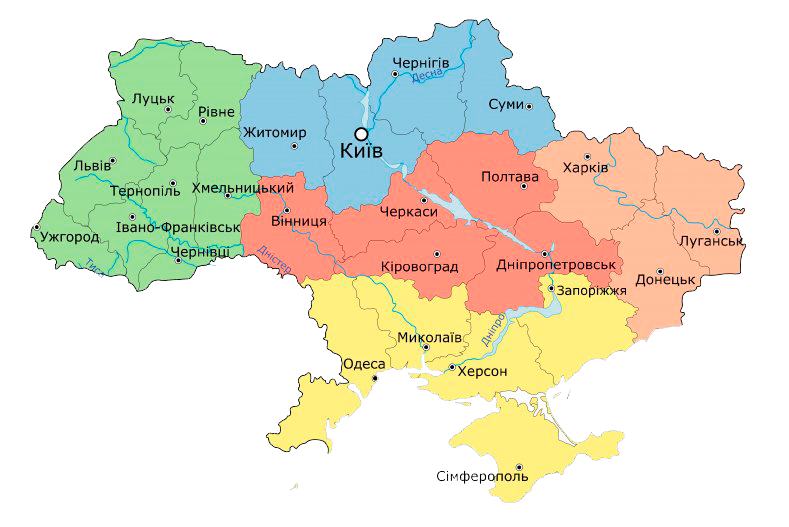 Чернігів
Десна
Луцьк
Рівне
Суми
Житомир
Київ
Львів
Харків
Тернопіль
Хмельницький
Полтава
Черкаси
Вінниця
Івано-Франківськ
Ужгород
Луганськ
Чернівці
Тиса
Дністер
Кіровоград
Дніпропетровськ
Донецьк
Запоріжжя
Дніпро
Миколаїв
Одеса
Херсон
Сімферополь